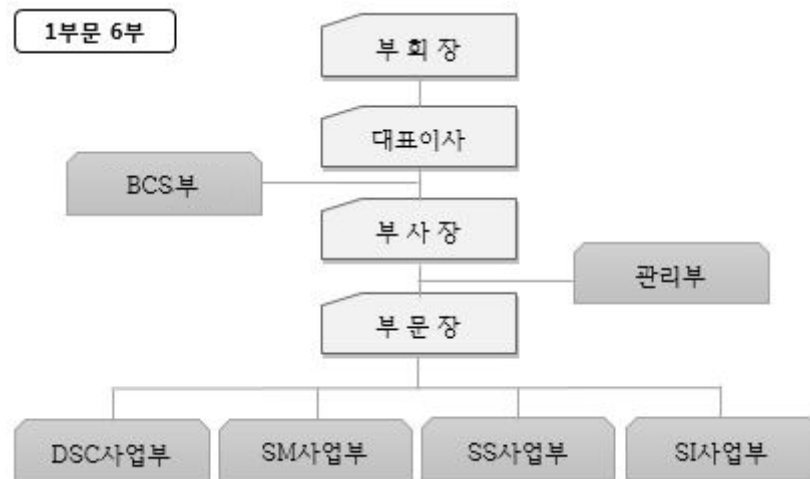 1부문 6부
부 회 장
대표이사
BCS부
부 사 장
관리부
부 문 장
DSC사업부
SM사업부
SS사업부
SI사업부